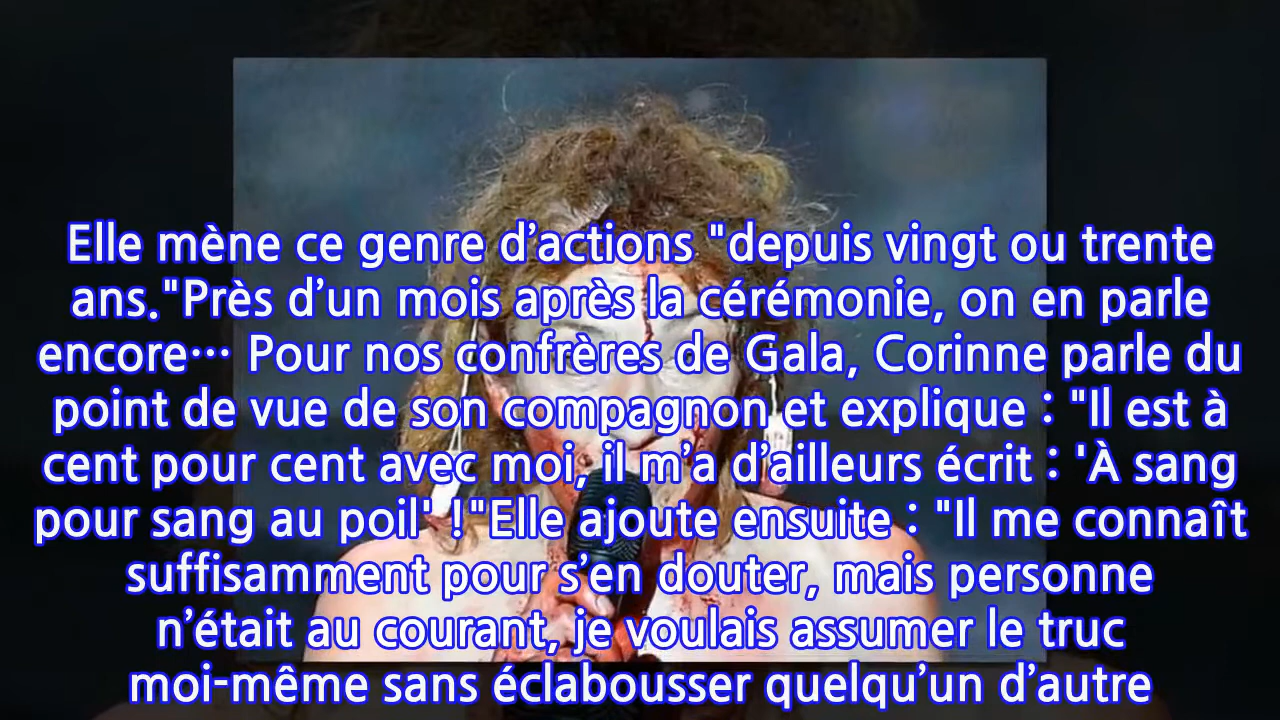 Elle mène ce genre d’actions "depuis vingt ou trente
ans."Près d’un mois après la cérémonie, on en parle
encore… Pour nos confrères de Gala, Corinne parle du
point de vue de son compagnon et explique : "Il est à
cent pour cent avec moi, il m’a d’ailleurs écrit : 'À sang
pour sang au poil' !"Elle ajoute ensuite : "Il me connaît
suffisamment pour s’en douter, mais personne
n’était au courant, je voulais assumer le truc
moi-même sans éclabousser quelqu’un d’autre